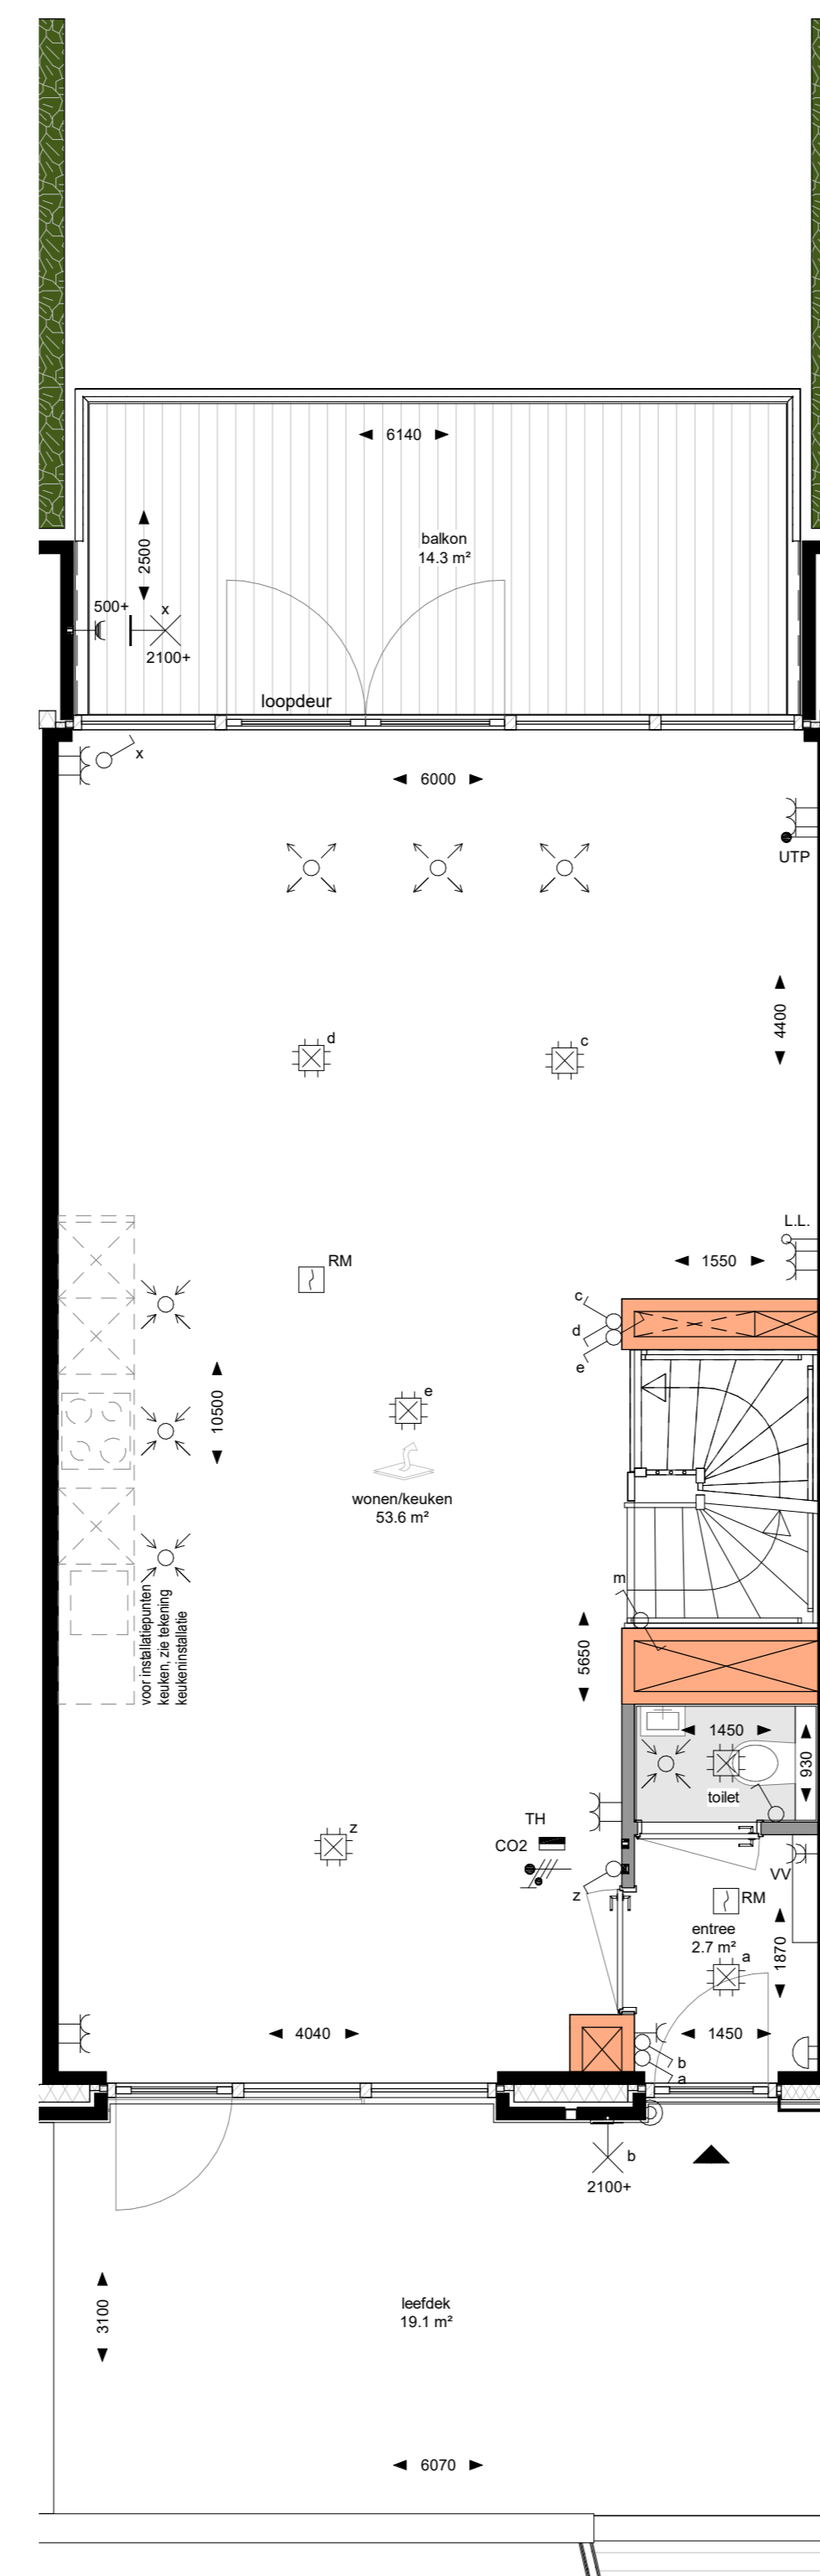 6140
balkon
14.3 m²
2500
500+
x
2100+
loopdeur
x
6000
UTP
4400
d
c
L.L.
RM
1550
c
d
e
e
10500
wonen/keuken
53.6 m²
m
voor installatiepunten
keuken, zie tekening
keukeninstallatie
5650
1450
930
toilet
TH
z
CO2
VV
z
RM
entree
2.7 m²
a
1870
4040
1450
b
a
b
2100+
leefdek
19.1 m²
3100
6070